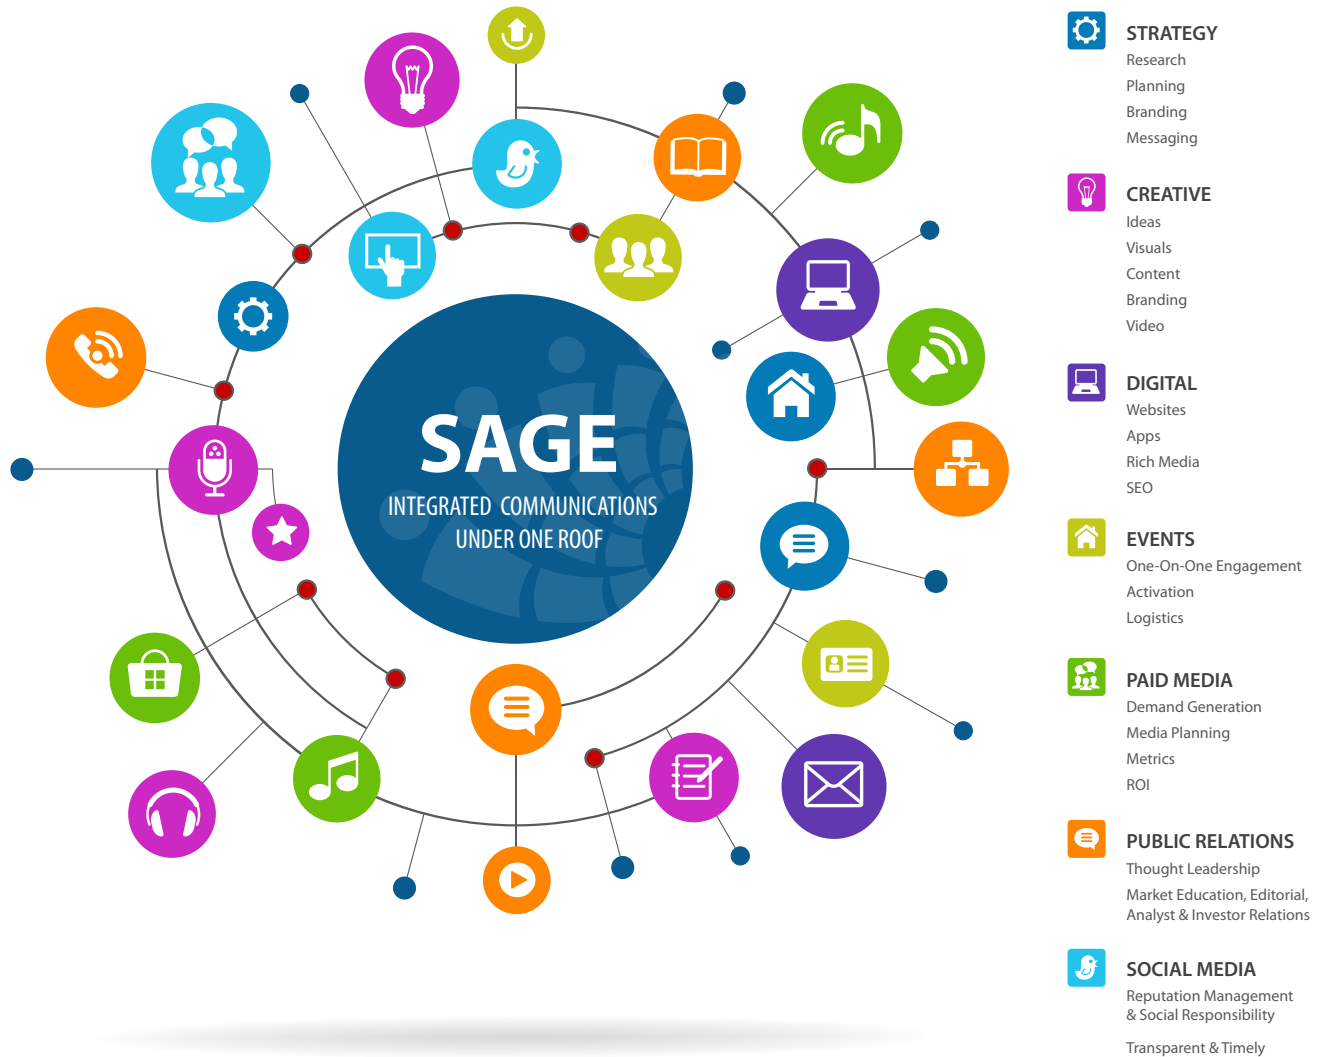 SAGE
INTEGRATED COMMUNICATIONS
UNDER ONE ROOF
STRATEGY
Research
Planning
Branding
Messaging
CREATIVE
Ideas
Visuals
Content
Branding
Video
DIGITAL
Websites
Apps
Rich Media
SEO
EVENTS
One-On-One Engagement
Activation
Logistics
PAID MEDIA
Demand Generation
Media Planning
Metrics
ROI
PUBLIC RELATIONS
Thought Leadership
Market Education, Editorial,
Analyst & Investor Relations
SOCIAL MEDIA
Reputation Management
& Social Responsibility
Transparent & Timely